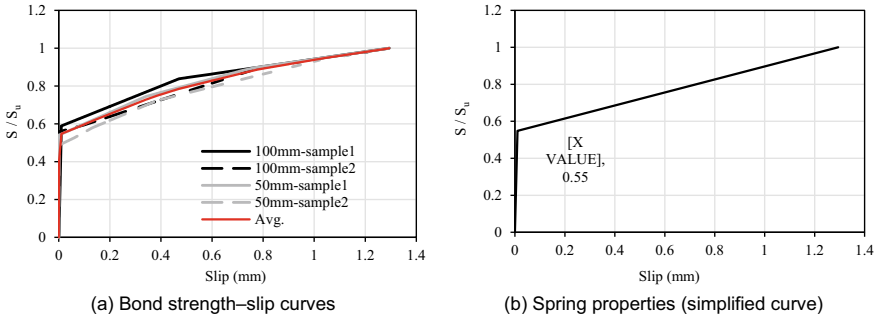 1.2
1
0.8
0.6
0.4
0.2
0
S / Su
0 0.2 0.4 0.6 0.8 1 1.2 1.4
Slip (mm)
100mm-sample1
100mm-sample2
50mm-sample1
50mm-sample2
Avg.
(a) Bond strength–slip curves
1.2
1
0.8
0.6
0.4
0.2
0
S / Su
[X
VALUE],
0.55
0 0.2 0.4 0.6 0.8 1 1.2 1.4
Slip (mm)
(b) Spring properties (simplified curve)